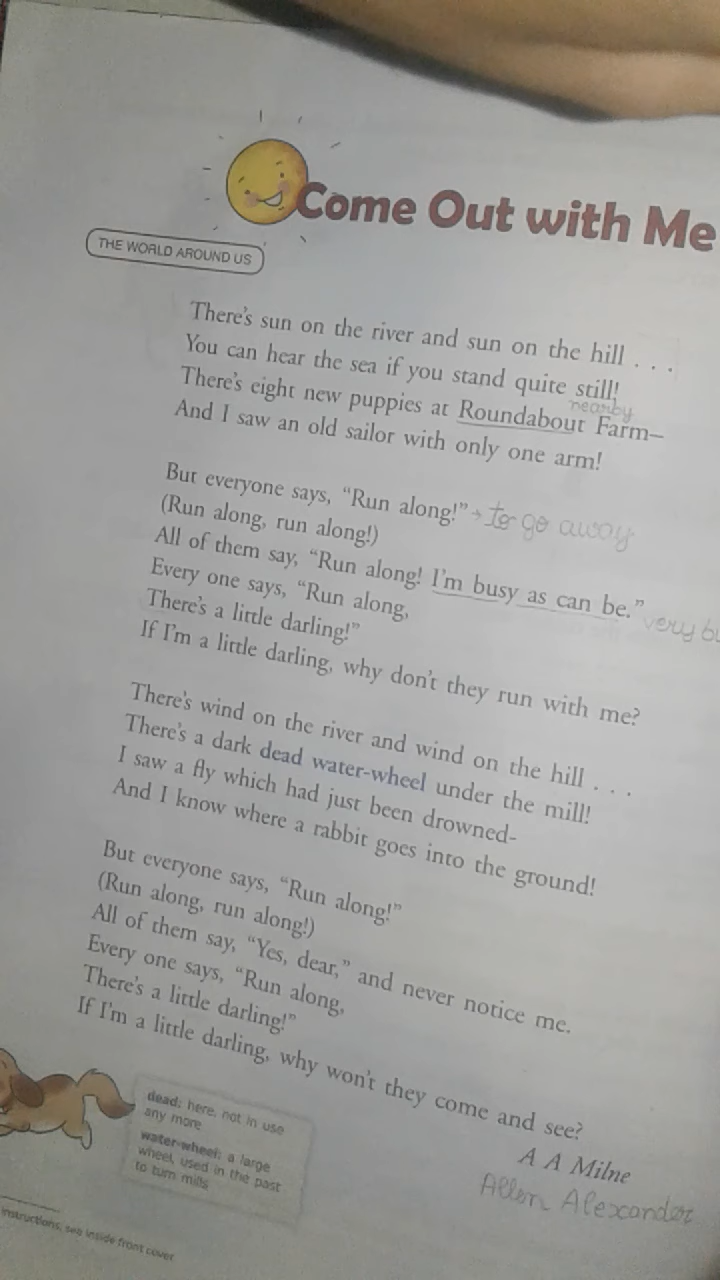 Come Out with Me
THE WORLD AROUND US
There's sun on the river and sun on the hill . . .
You can hear the sea if you stand quite still!
There's eight new puppies at Roundabout Farm–
nearby
And I saw an old sailor with only one arm!
But everyone says, “Run along!” → to go away
(Run along, run along!)
All of them say, “Run along! I'm busy as can be.”
very
Every one says, “Run along,
There's a little darling!”
If I'm a little darling, why don't they run with me?
There's wind on the river and wind on the hill . . .
There's a dark dead water-wheel under the mill!
I saw a fly which had just been drowned-
And I know where a rabbit goes into the ground!
But everyone says, “Run along!”
(Run along, run along!)
All of them say, “Yes, dear,” and never notice me.
Every one says, “Run along,
There's a little darling!”
If I'm a little darling, why won't they come and see?
A A Milne
Allen Alexander
dead: here, not in use
any more
water-wheel: a large
wheel, used in the past
to turn mills
instructions, see inside front cover